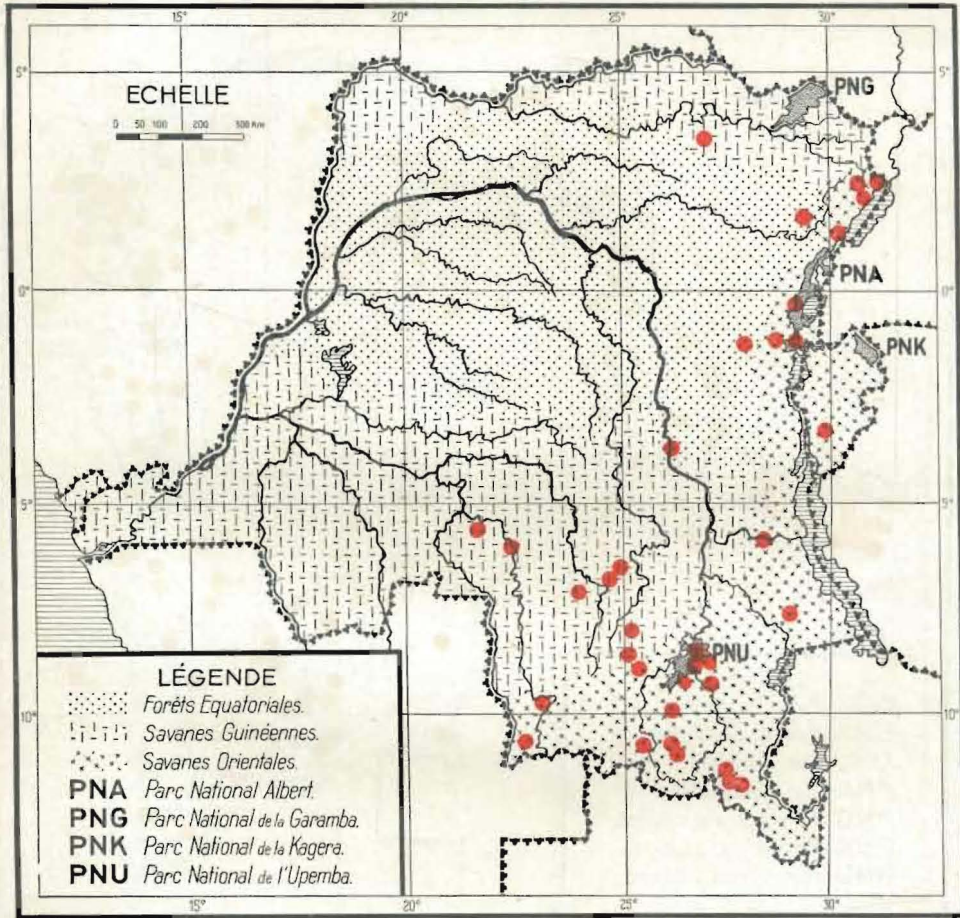 15° 20° 25° 30°
5° 5°
ECHELLE
0 50 100 200 300 Km
PNG
PNA
0° 0°
PNK
5° 5°
PNU
10° 10°
LÉGENDE
Forêts Equatoriales.
Savanes Guinéennes.
Savanes Orientales.
PNA Parc National Albert.
PNG Parc National de la Garamba.
PNK Parc National de la Kagera.
PNU Parc National de l'Upemba.
15° 20° 25° 30°